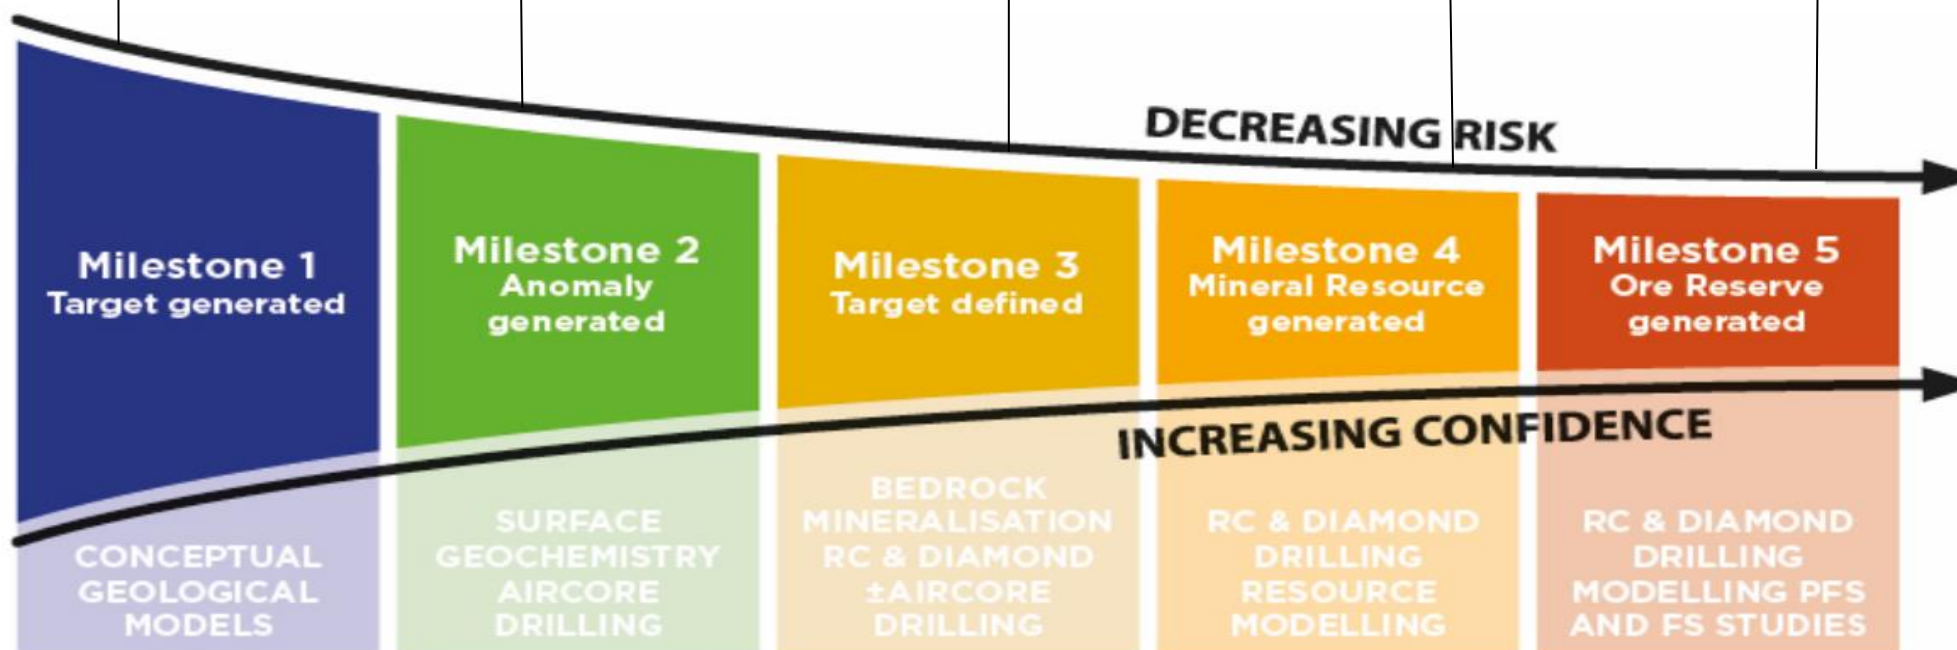 DECREASING RISK
Milestone 1
Target generated
Milestone 2
Anomaly
generated
Milestone 3
Target defined
Milestone 4
Mineral Resource
generated
Milestone 5
Ore Reserve
generated
INCREASING CONFIDENCE
CONCEPTUAL
GEOLOGICAL
MODELS
SURFACE
GEOCHEMISTRY
AIRCORE
DRILLING
BEDROCK
MINERALISATION
RC & DIAMOND
±AIRCORE
DRILLING
RC & DIAMOND
DRILLING
RESOURCE
MODELLING
RC & DIAMOND
DRILLING
MODELLING PFS
AND FS STUDIES